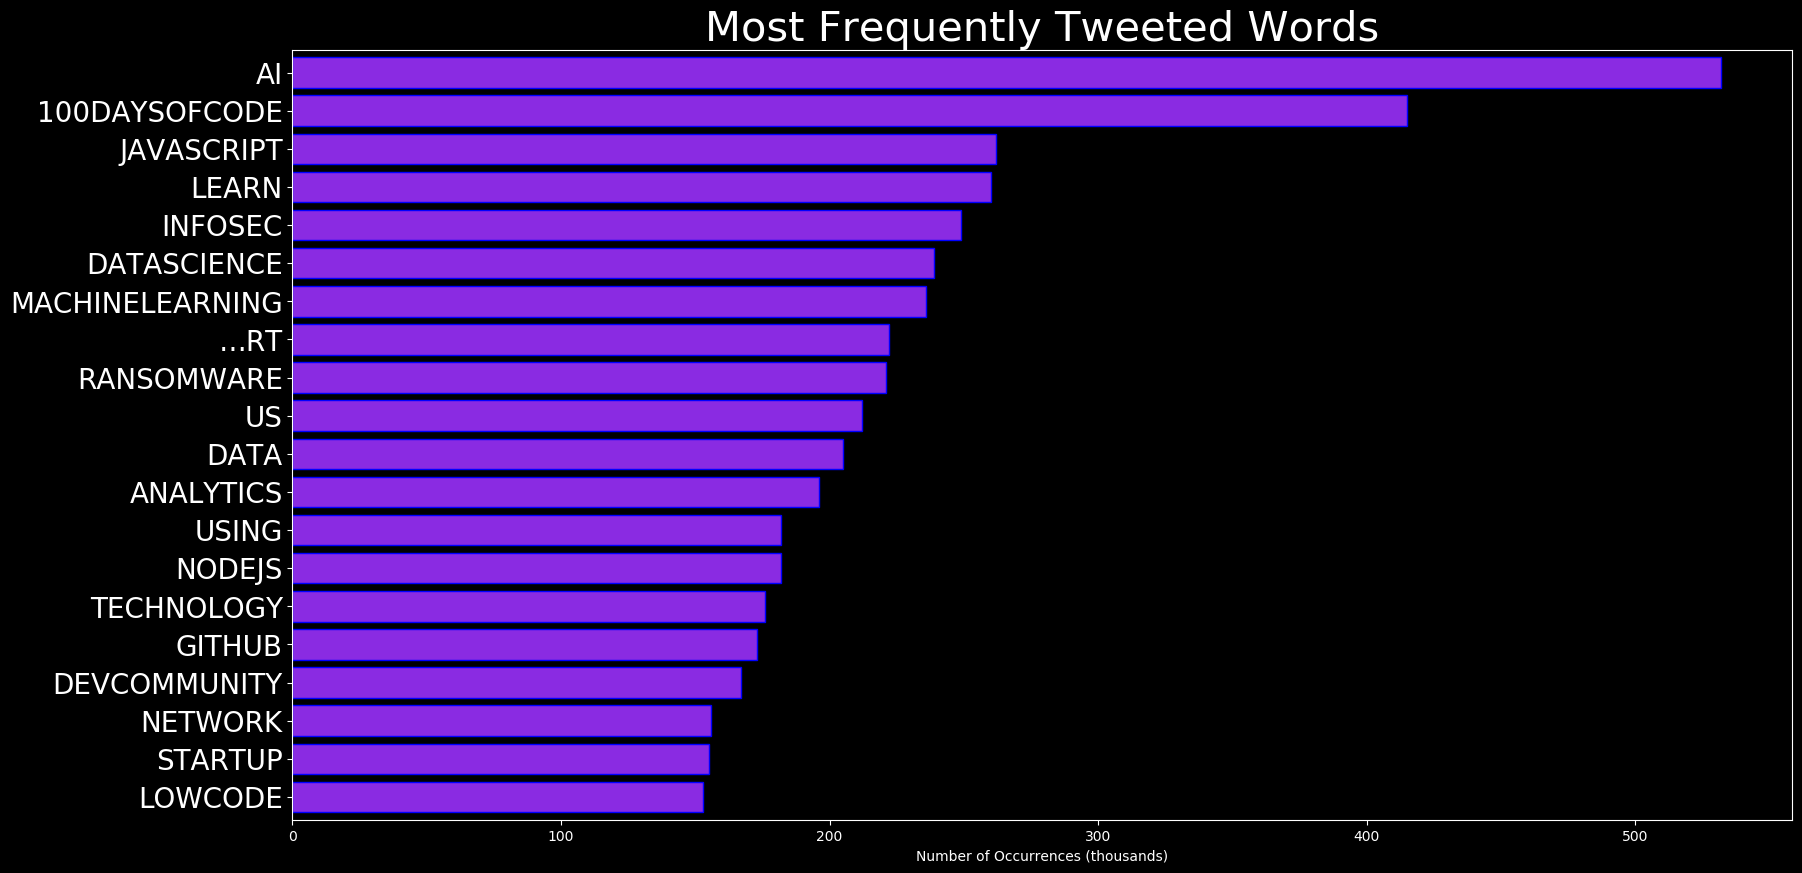 Most Frequently Tweeted Words
AI
100DAYSOFCODE
JAVASCRIPT
LEARN
INFOSEC
DATASCIENCE
MACHINELEARNING
...RT
RANSOMWARE
US
DATA
ANALYTICS
USING
NODEJS
TECHNOLOGY
GITHUB
DEVCOMMUNITY
NETWORK
STARTUP
LOWCODE
0 100 200 300 400 500
Number of Occurrences (thousands)